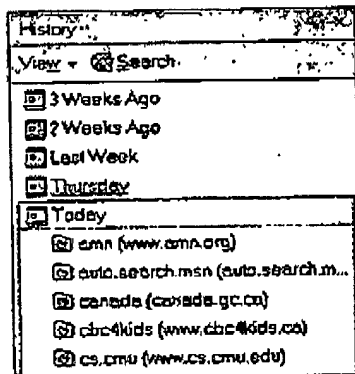 History
View Search
3 Weeks Ago
2 Weeks Ago
Last Week
Thursday
Today
amn (www.amn.org)
auto.search.msn (auto.search.m...
canada (canada.gc.ca)
cbc4kids (www.cbc4kids.ca)
cs.cmu (www.cs.cmu.edu)